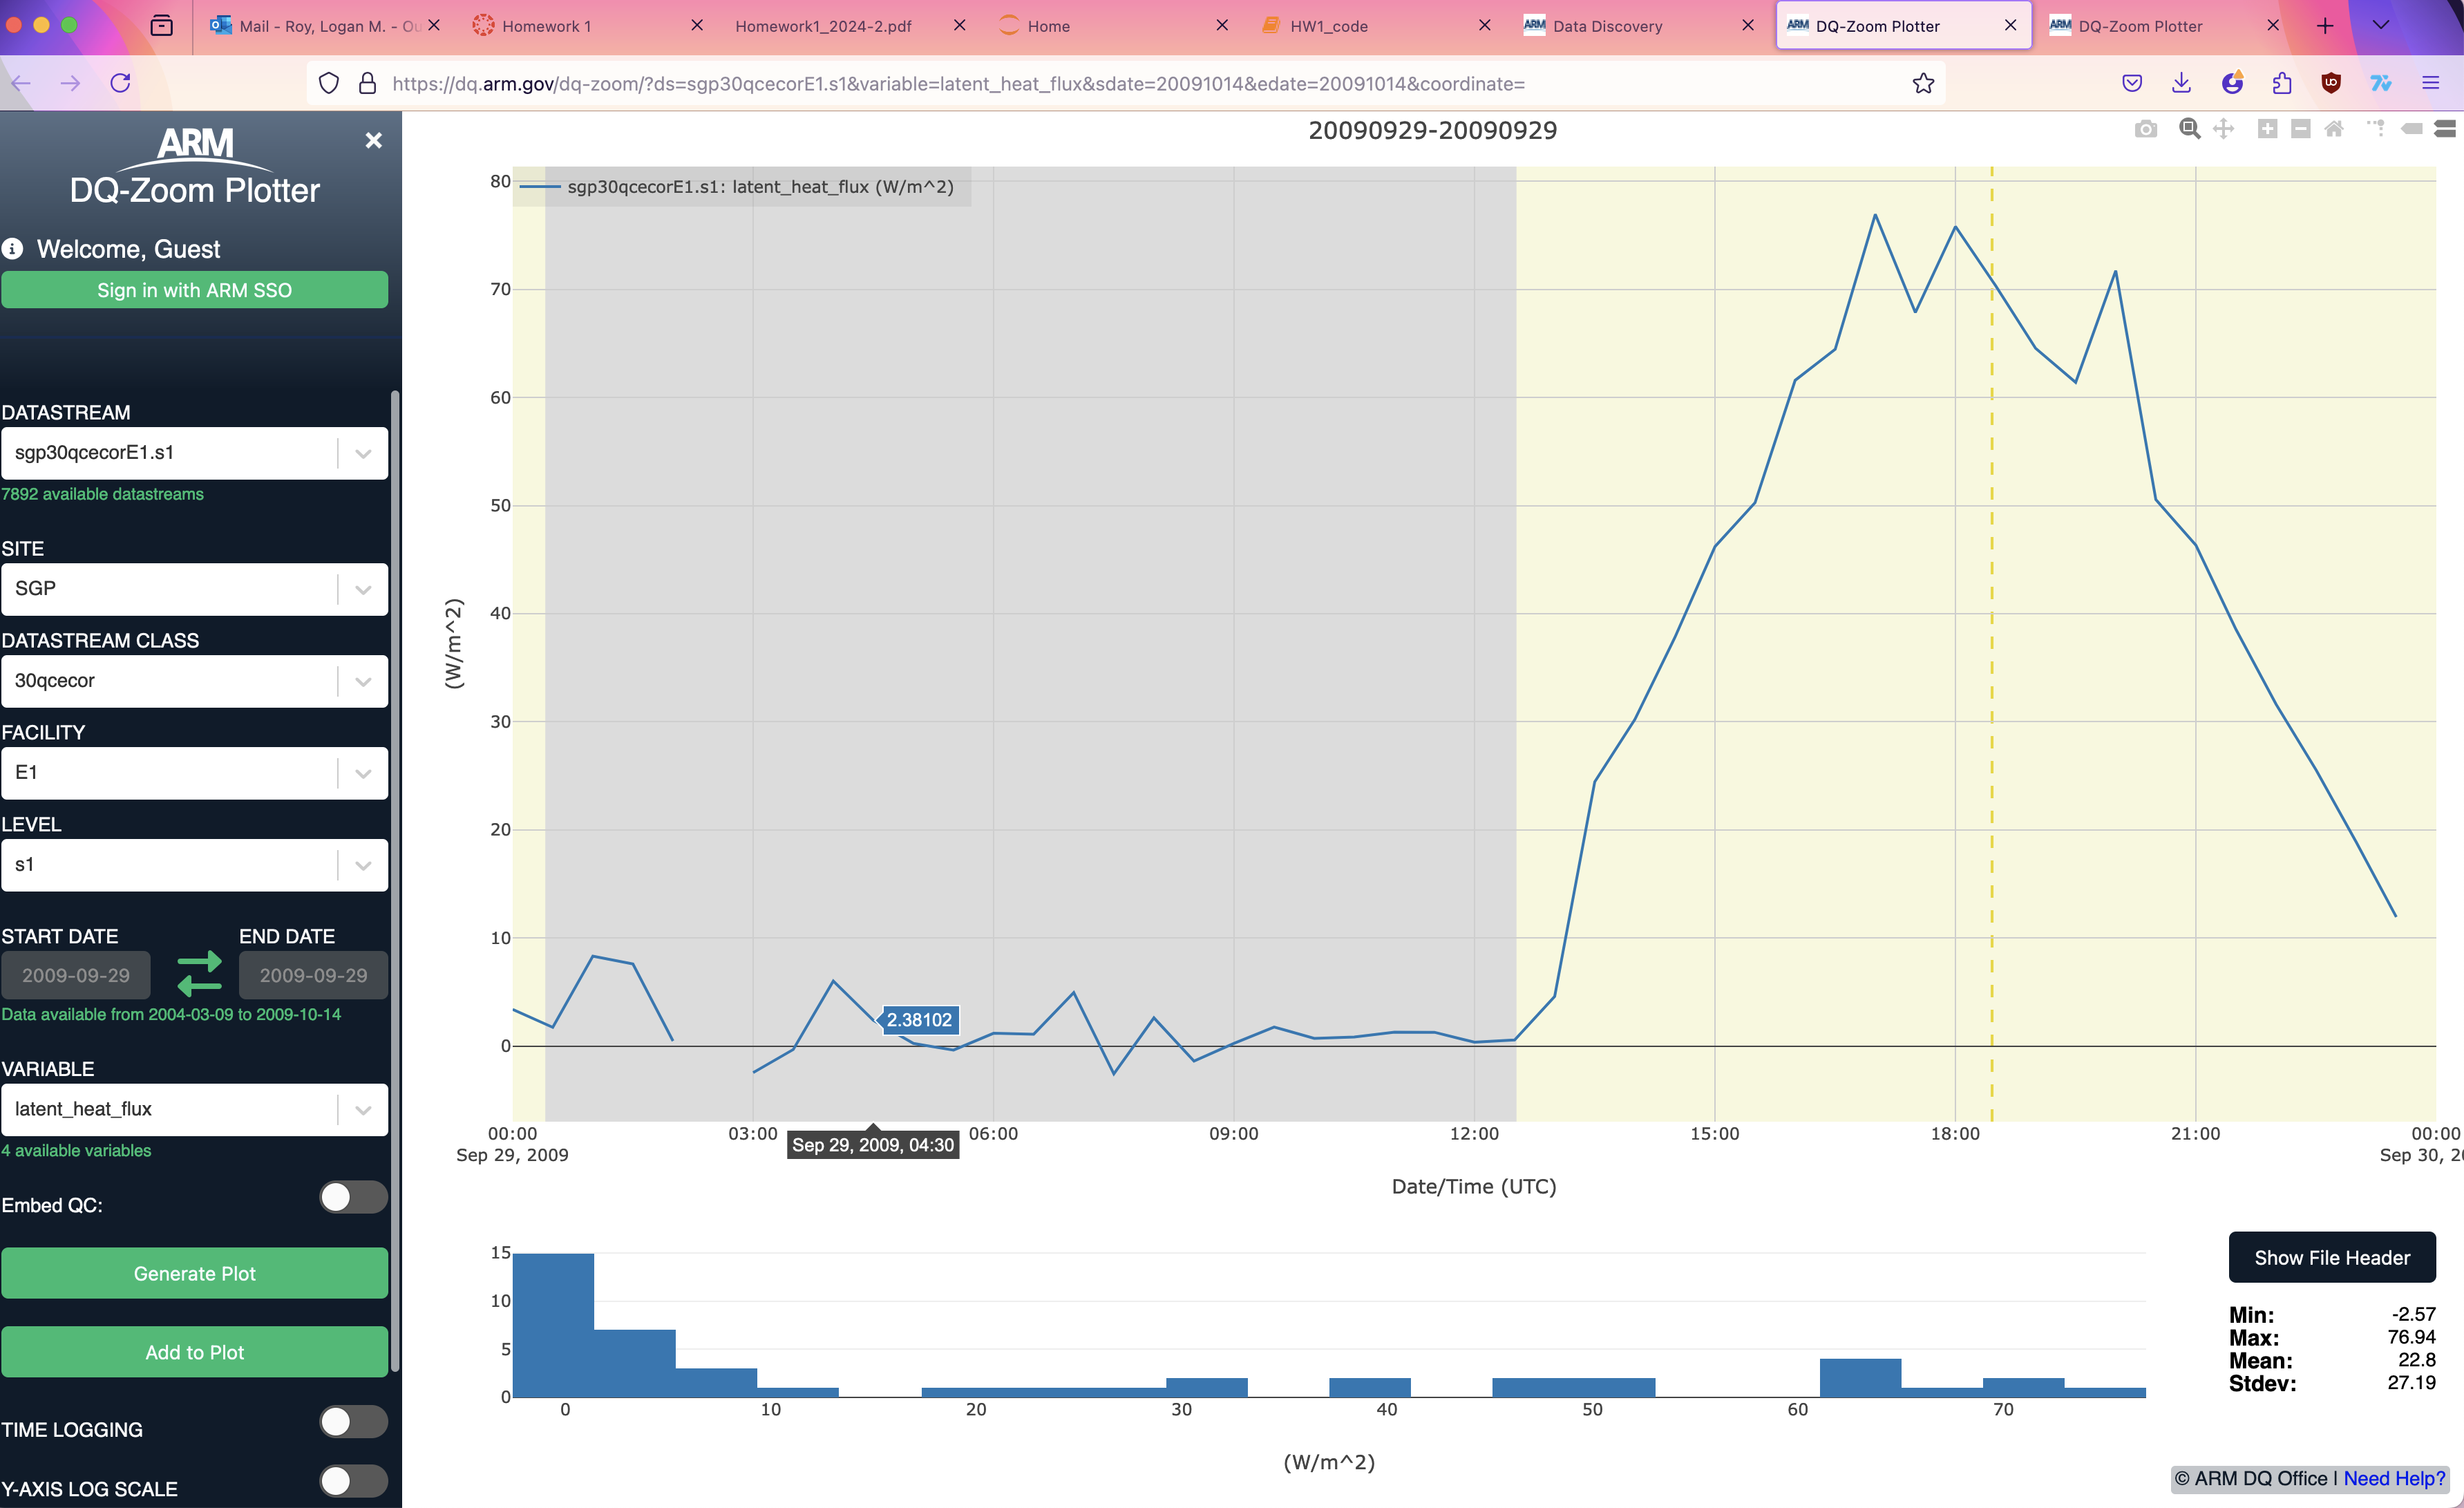 Mail - Roy, Logan M. - Ou
Homework 1
Homework1_2024-2.pdf
Home
HW1_code
ARM Data Discovery
ARM DQ-Zoom Plotter
ARM DQ-Zoom Plotter
https://dq.arm.gov/dq-zoom/?ds=sgp30qcecorE1.s1&variable=latent_heat_flux&sdate=20091014&edate=20091014&coordinate=
ARM
DQ-Zoom Plotter
Welcome, Guest
Sign in with ARM SSO
DATASTREAM
sgp30qcecorE1.s1
7892 available datastreams
SITE
SGP
DATASTREAM CLASS
30qcecor
FACILITY
E1
LEVEL
s1
START DATE END DATE
2009-09-29 2009-09-29
Data available from 2004-03-09 to 2009-10-14
VARIABLE
latent_heat_flux
4 available variables
Embed QC:
Generate Plot
Add to Plot
TIME LOGGING
Y-AXIS LOG SCALE
20090929-20090929
sgp30qcecorE1.s1: latent_heat_flux (W/m^2)
80
70
60
50
40
30
20
10
0
(W/m^2)
2.38102
00:00 03:00 06:00 09:00 12:00 15:00 18:00 21:00 00:00
Sep 29, 2009 Sep 30, 20
Sep 29, 2009, 04:30
Date/Time (UTC)
15
10
5
0
0 10 20 30 40 50 60 70
(W/m^2)
Show File Header
Min: -2.57
Max: 76.94
Mean: 22.8
Stdev: 27.19
© ARM DQ Office | Need Help?